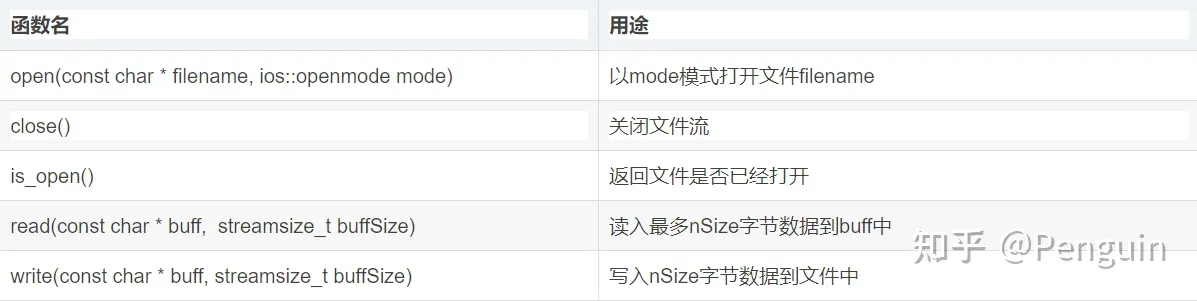 函数名 用途
open(const char * filename, ios::openmode mode) 以mode模式打开文件filename
close() 关闭文件流
is_open() 返回文件是否已经打开
read(const char * buff, streamsize_t buffSize) 读入最多nSize字节数据到buff中
write(const char * buff, streamsize_t buffSize) 写入nSize字节数据到文件中
知乎 @Penguin